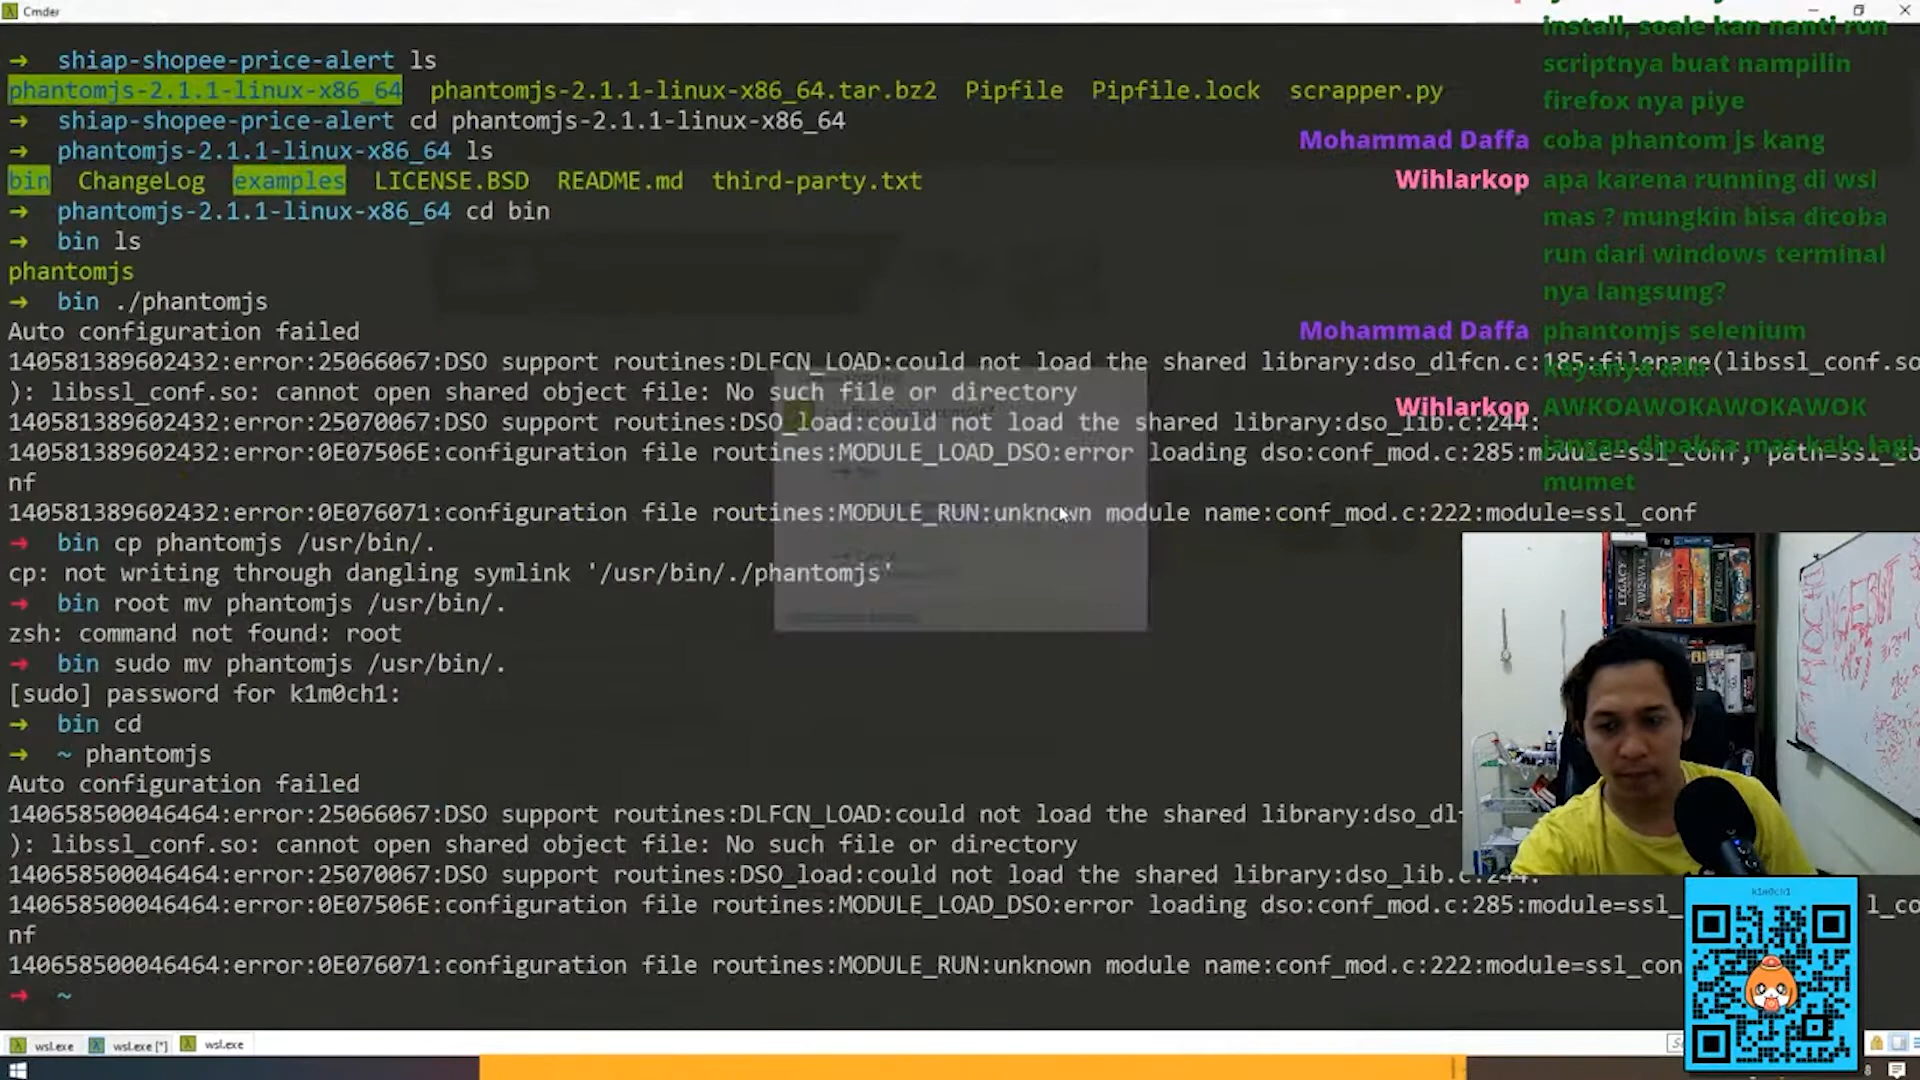 Cmder
→ shiap-shopee-price-alert ls
phantomjs-2.1.1-linux-x86_64 phantomjs-2.1.1-linux-x86_64.tar.bz2 Pipfile Pipfile.lock scrapper.py
→ shiap-shopee-price-alert cd phantomjs-2.1.1-linux-x86_64
→ phantomjs-2.1.1-linux-x86_64 ls
bin ChangeLog examples LICENSE.BSD README.md third-party.txt
→ phantomjs-2.1.1-linux-x86_64 cd bin
→ bin ls
phantomjs
→ bin ./phantomjs
Auto configuration failed
140581389602432:error:25066067:DSO support routines:DLFCN_LOAD:could not load the shared library:dso_dlfcn.c:185:filename(libssl_conf.so
): libssl_conf.so: cannot open shared object file: No such file or directory
140581389602432:error:25070067:DSO support routines:DSO_load:could not load the shared library:dso_lib.c:244:
140581389602432:error:0E07506E:configuration file routines:MODULE_LOAD_DSO:error loading dso:conf_mod.c:285:module=ssl_conf, path=ssl_co
nf
140581389602432:error:0E076071:configuration file routines:MODULE_RUN:unknown module name:conf_mod.c:222:module=ssl_conf
→ bin cp phantomjs /usr/bin/.
cp: not writing through dangling symlink '/usr/bin/./phantomjs'
→ bin root mv phantomjs /usr/bin/.
zsh: command not found: root
→ bin sudo mv phantomjs /usr/bin/.
[sudo] password for k1m0ch1:
→ bin cd
→ ~ phantomjs
Auto configuration failed
140658500046464:error:25066067:DSO support routines:DLFCN_LOAD:could not load the shared library:dso_dl
): libssl_conf.so: cannot open shared object file: No such file or directory
140658500046464:error:25070067:DSO support routines:DSO_load:could not load the shared library:dso_lib.c:244:
140658500046464:error:0E07506E:configuration file routines:MODULE_LOAD_DSO:error loading dso:conf_mod.c:285:module=ssl_ l_co
nf
140658500046464:error:0E076071:configuration file routines:MODULE_RUN:unknown module name:conf_mod.c:222:module=ssl_con
→ ~
install, soale kan nanti run
scriptnya buat nampilin
firefox nya piye
Mohammad Daffa coba phantom js kang
Wihlarkop apa karena running di wsl
mas ? mungkin bisa dicoba
run dari windows terminal
nya langsung?
Mohammad Daffa phantomjs selenium
kayanya ada
Wihlarkop AWKOAWOKAWOKAWOK
jangan dipaksa mas kalo lagi
mumet
k1m0ch1
wsl.exe wsl.exe [*] wsl.exe